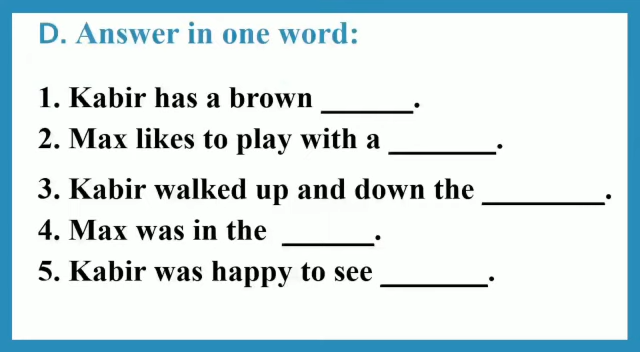 D. Answer in one word:
1. Kabir has a brown ______.
2. Max likes to play with a _______.
3. Kabir walked up and down the ________.
4. Max was in the ______.
5. Kabir was happy to see _______.